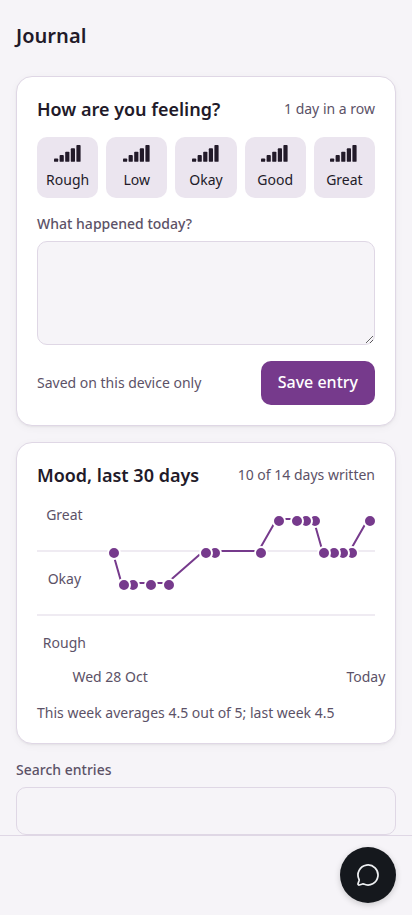 Journal
How are you feeling?
1 day in a row
Rough
Low
Okay
Good
Great
What happened today?
Saved on this device only
Save entry
Mood, last 30 days
10 of 14 days written
Great
Okay
Rough
Wed 28 Oct
Today
This week averages 4.5 out of 5; last week 4.5
Search entries